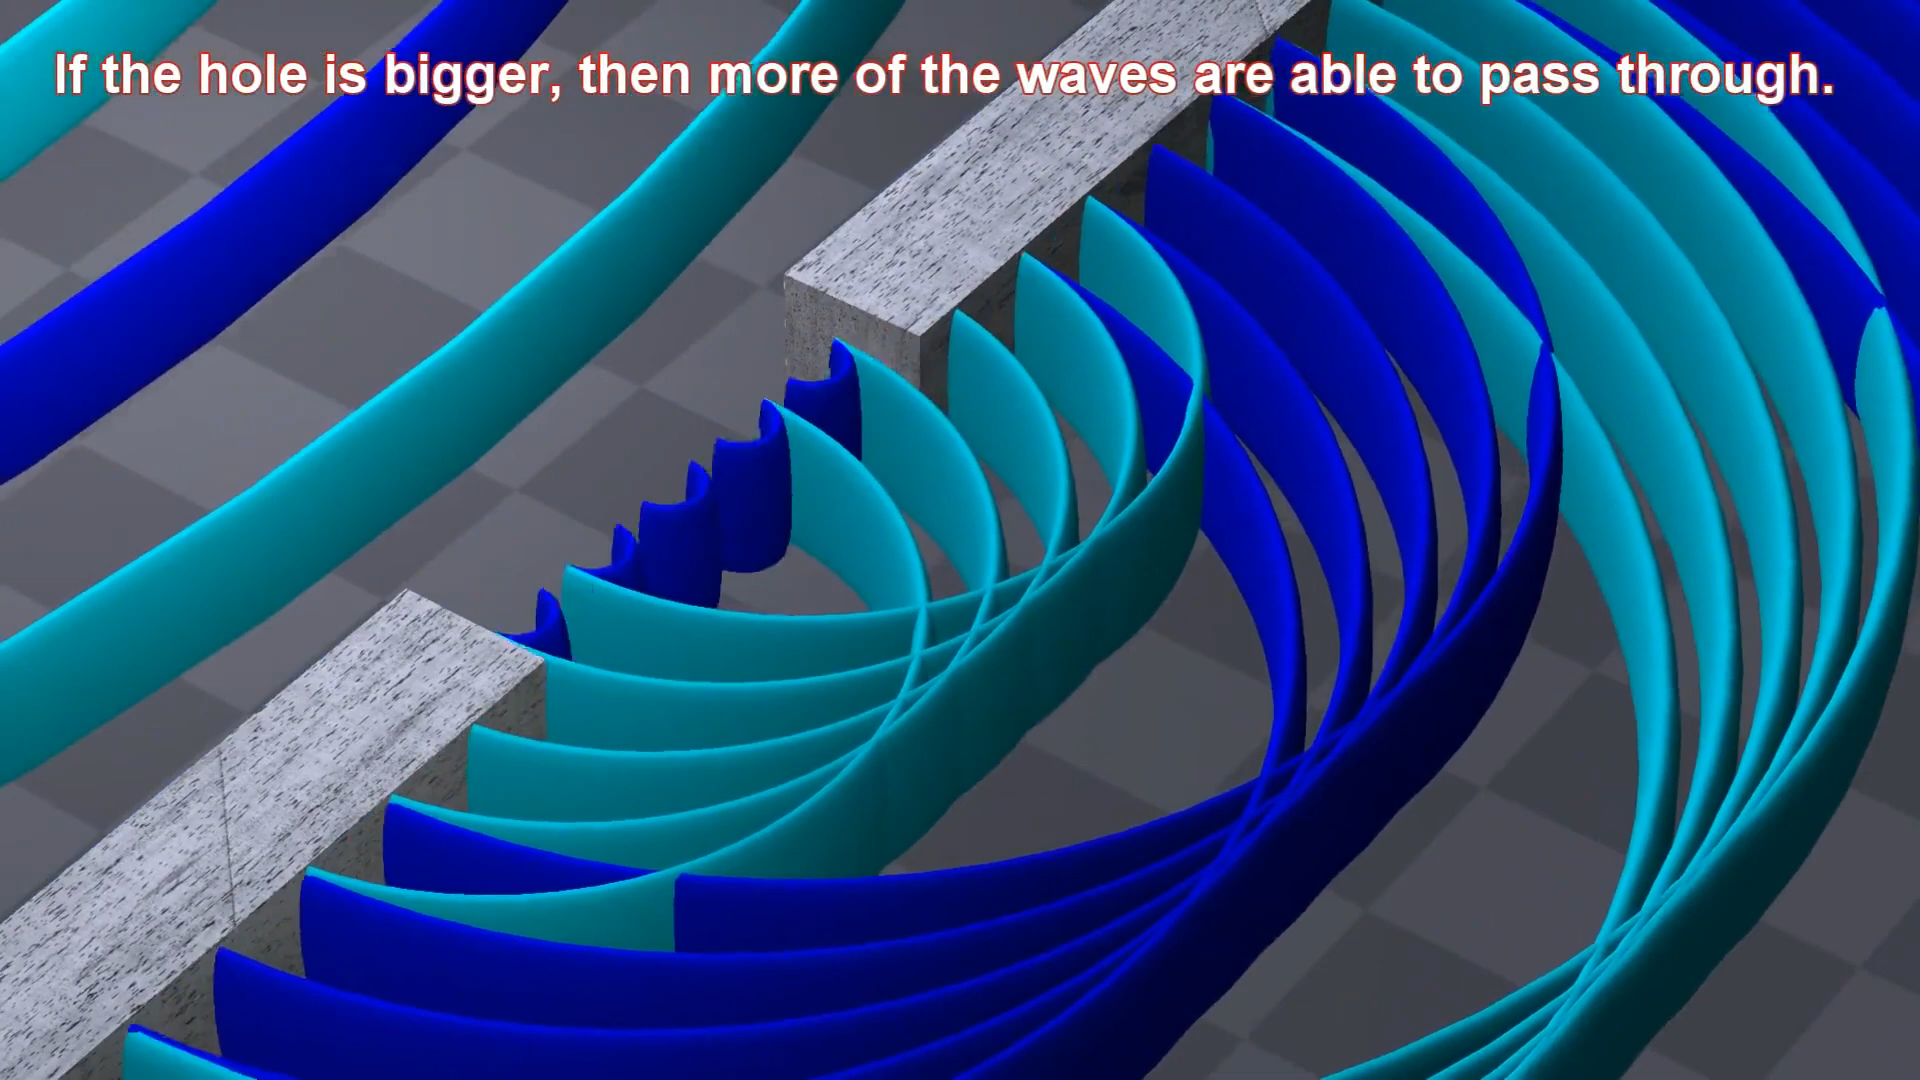 If the hole is bigger, then more of the waves are able to pass through.